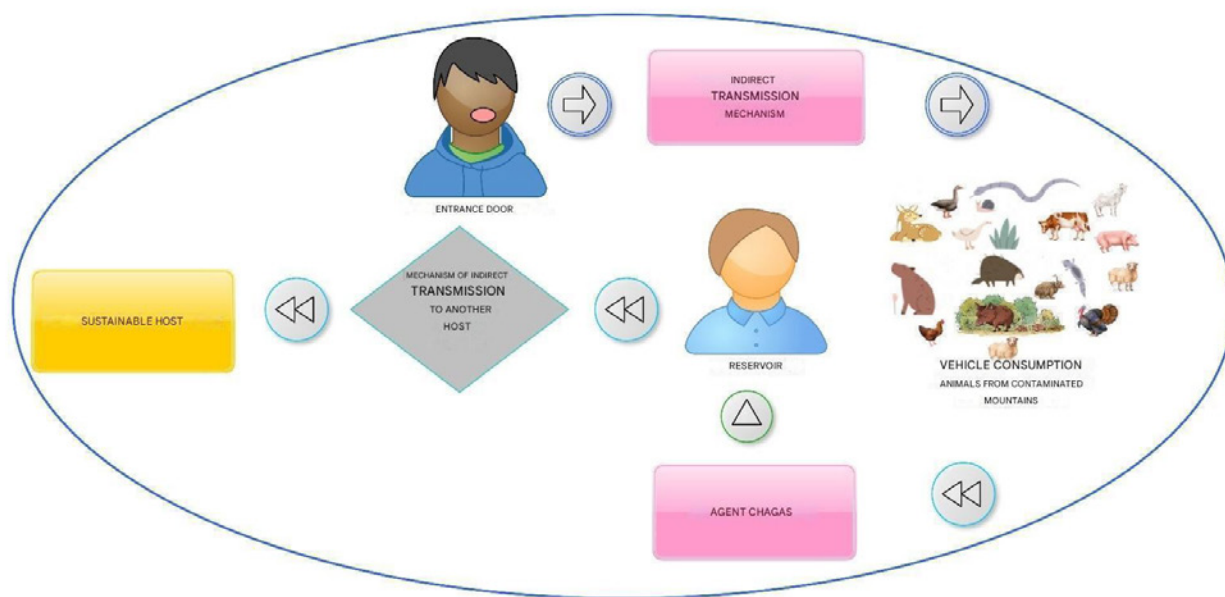 INDIRECT
TRANSMISSION
MECHANISM
ENTRANCE DOOR
MECHANISM OF INDIRECT
TRANSMISSION
TO ANOTHER
HOST
SUSTAINABLE HOST
RESERVOIR
VEHICLE CONSUMPTION
ANIMALS FROM CONTAMINATED
MOUNTAINS
AGENT CHAGAS